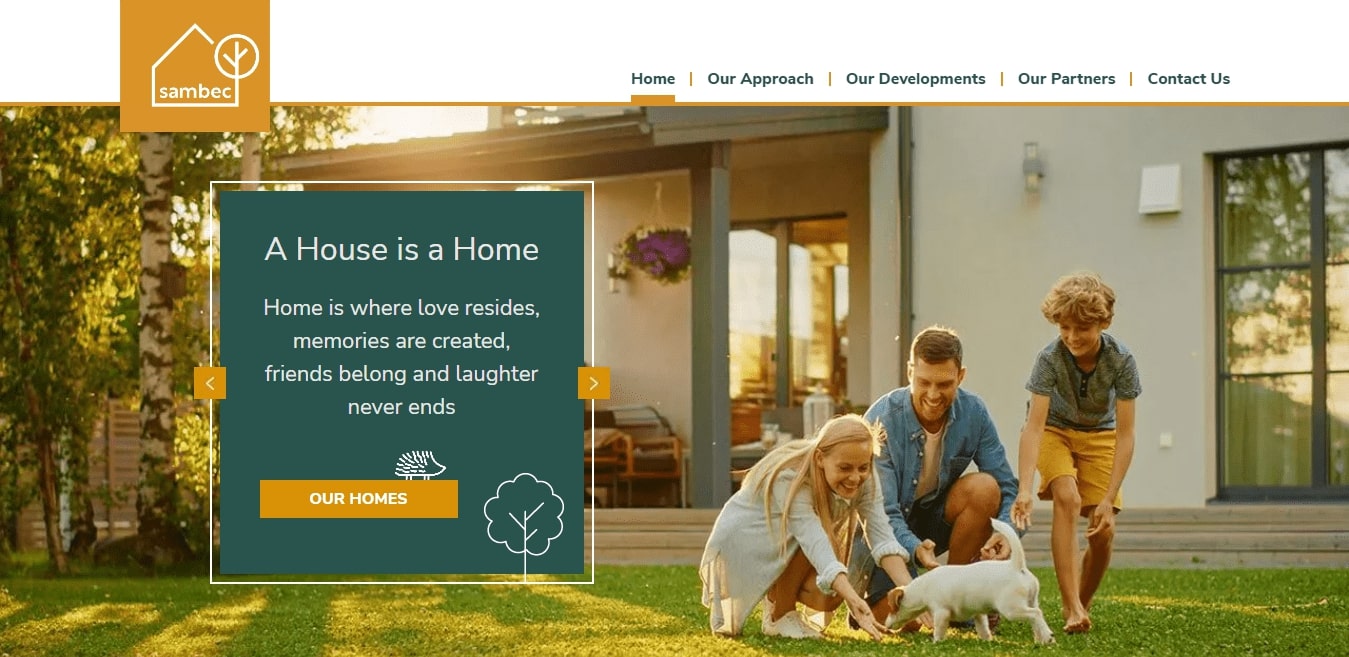 sambec
Home
Our Approach
Our Developments
Our Partners
Contact Us
A House is a Home
Home is where love resides,
memories are created,
friends belong and laughter
never ends
OUR HOMES